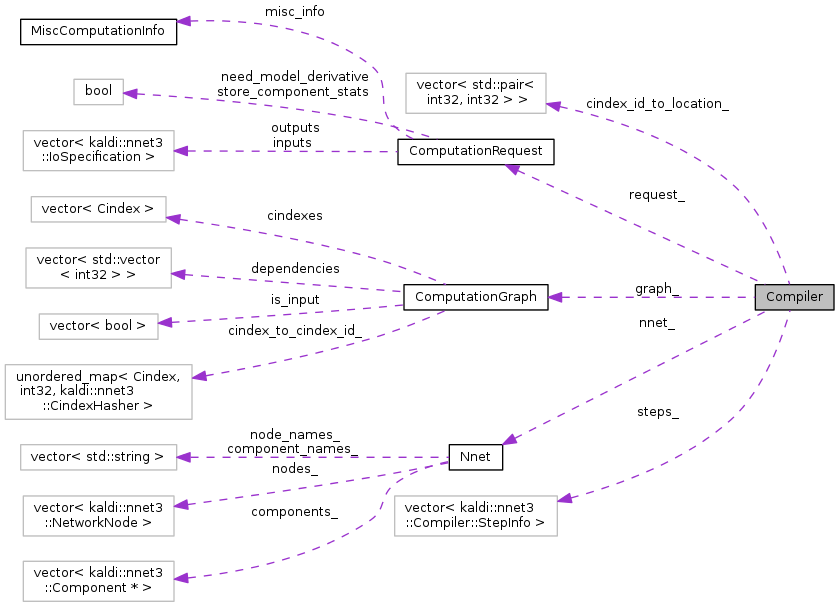 misc_info
MiscComputationInfo
need_model_derivative
store_component_stats
bool
vector< std::pair<
int32, int32 > >
cindex_id_to_location_
outputs
inputs
vector< kaldi::nnet3
::IoSpecification >
ComputationRequest
request_
vector< Cindex >
cindexes
vector< std::vector
< int32 > >
dependencies
graph_
Compiler
ComputationGraph
is_input
vector< bool >
cindex_to_cindex_id_
nnet_
unordered_map< Cindex,
int32, kaldi::nnet3
::CindexHasher >
steps_
node_names_
component_names_
vector< std::string >
Nnet
nodes_
vector< kaldi::nnet3
::NetworkNode >
components_
vector< kaldi::nnet3
::Compiler::StepInfo >
vector< kaldi::nnet3
::Component * >